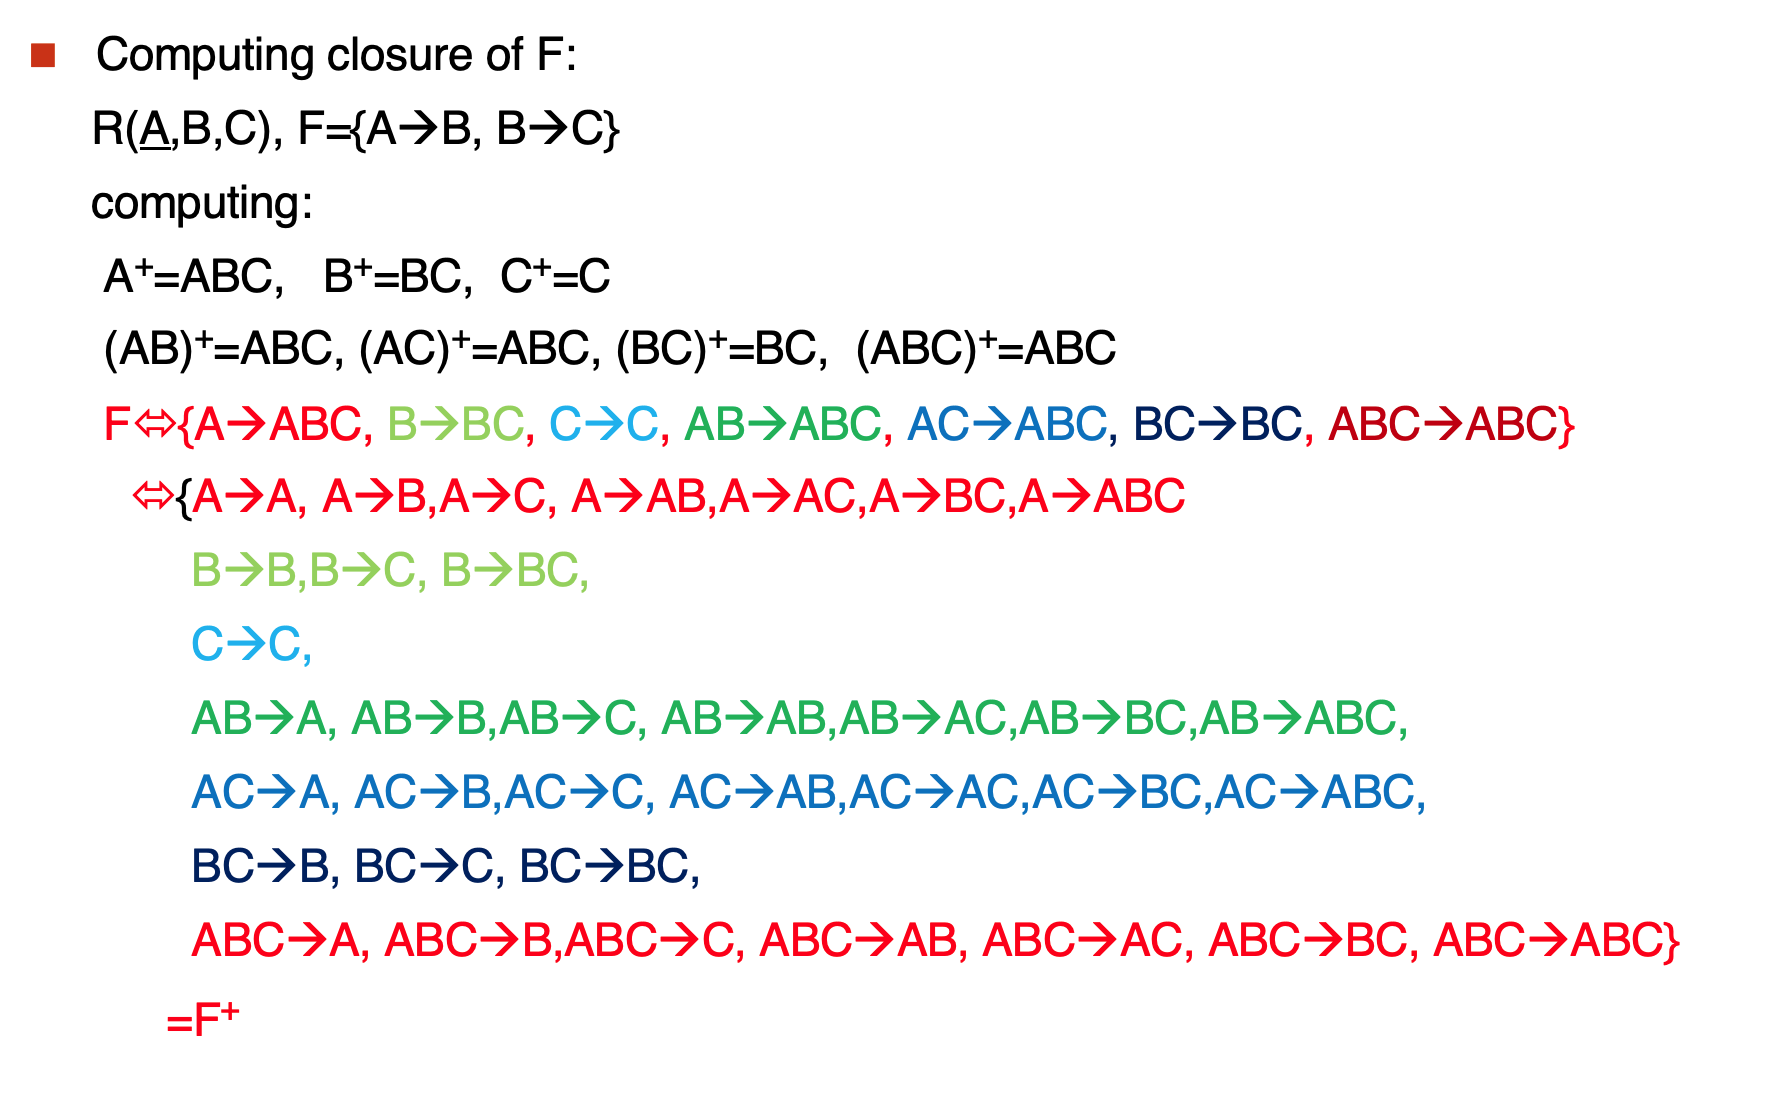 ■ Computing closure of F:
R(A,B,C), F={A→B, B→C}
computing:
A⁺=ABC, B⁺=BC, C⁺=C
(AB)⁺=ABC, (AC)⁺=ABC, (BC)⁺=BC, (ABC)⁺=ABC
F⬄{A→ABC, B→BC, C→C, AB→ABC, AC→ABC, BC→BC, ABC→ABC}
⬄{A→A, A→B,A→C, A→AB,A→AC,A→BC,A→ABC
B→B,B→C, B→BC,
C→C,
AB→A, AB→B,AB→C, AB→AB,AB→AC,AB→BC,AB→ABC,
AC→A, AC→B,AC→C, AC→AB,AC→AC,AC→BC,AC→ABC,
BC→B, BC→C, BC→BC,
ABC→A, ABC→B,ABC→C, ABC→AB, ABC→AC, ABC→BC, ABC→ABC}
=F⁺